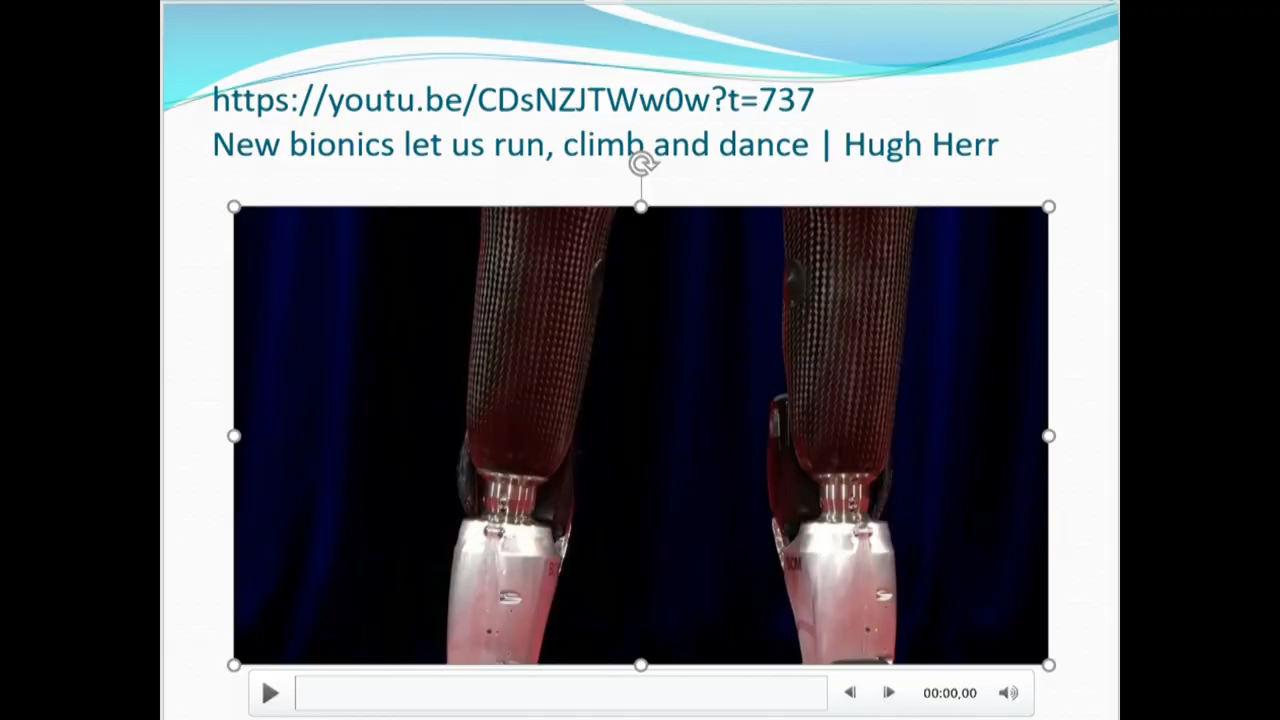 https://youtu.be/CDsNZJTWw0w?t=737
New bionics let us run, climb and dance | Hugh Herr
00:00,00